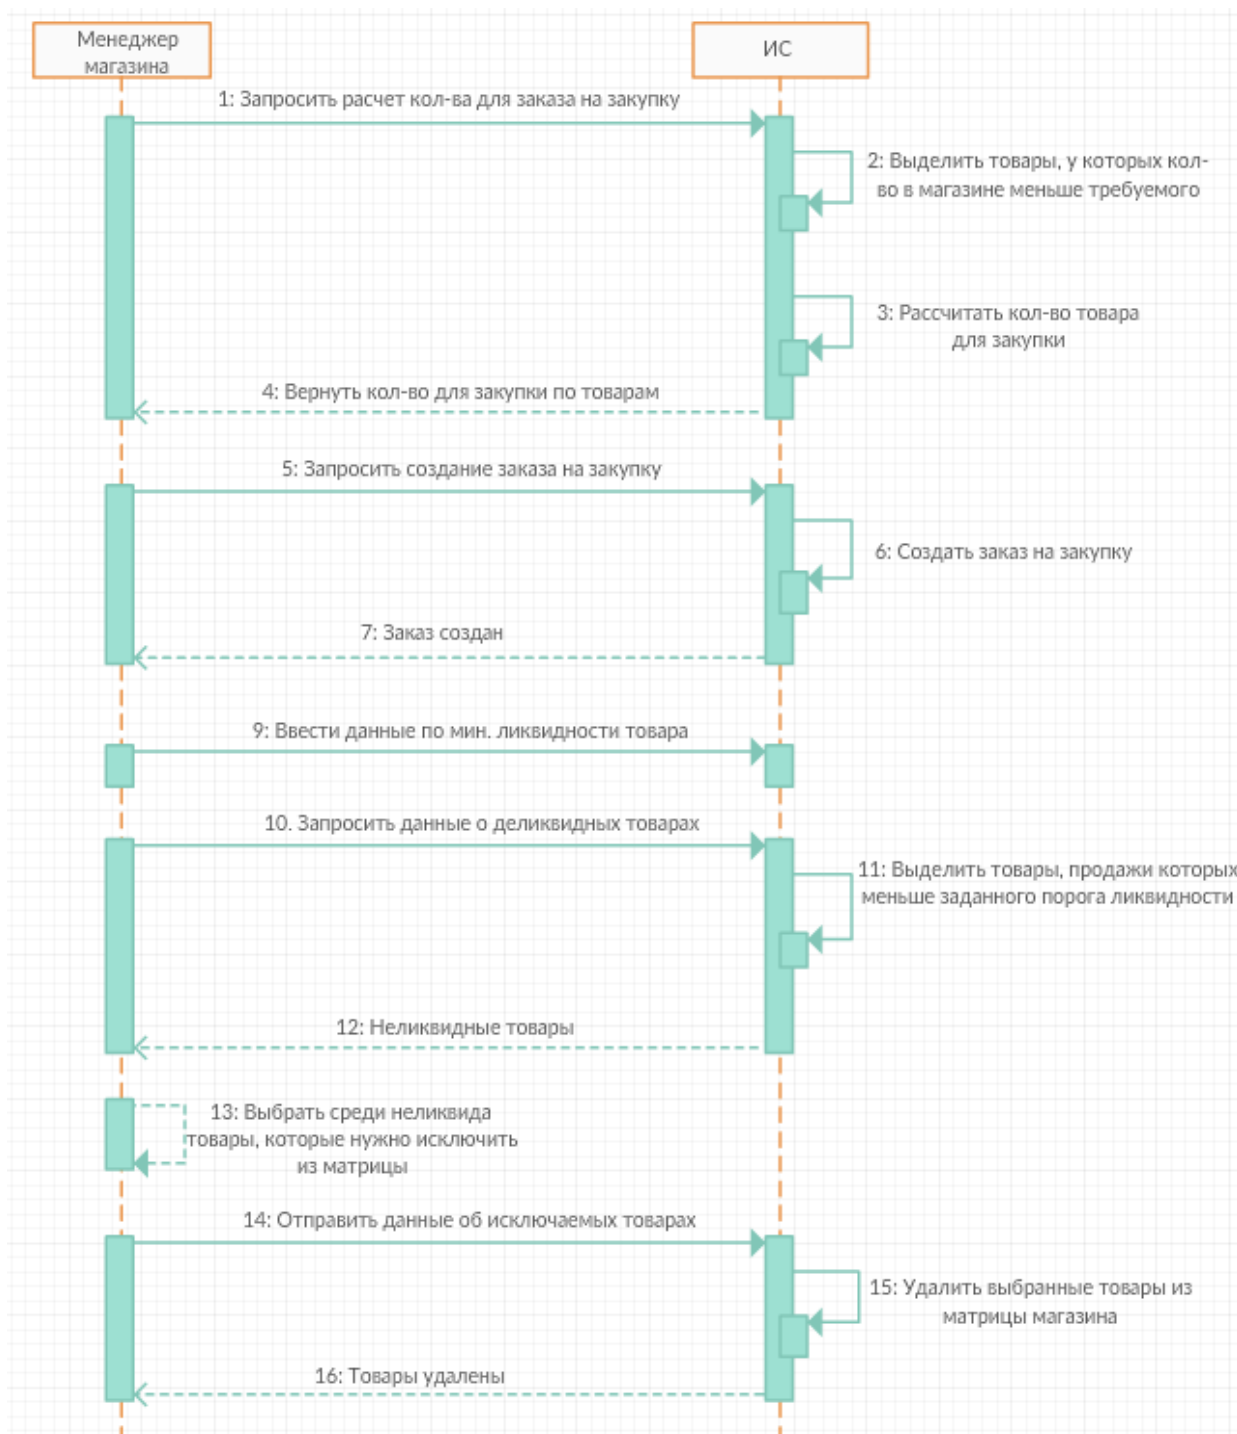 Менеджер
магазина
ИС
1: Запросить расчет кол-ва для заказа на закупку
2: Выделить товары, у которых кол-
во в магазине меньше требуемого
3: Рассчитать кол-во товара
для закупки
4: Вернуть кол-во для закупки по товарам
5: Запросить создание заказа на закупку
6: Создать заказ на закупку
7: Заказ создан
9: Ввести данные по мин. ликвидности товара
10. Запросить данные о деликвидных товарах
11: Выделить товары, продажи которых
меньше заданного порога ликвидности
12: Неликвидные товары
13: Выбрать среди неликвида
товары, которые нужно исключить
из матрицы
14: Отправить данные об исключаемых товарах
15: Удалить выбранные товары из
матрицы магазина
16: Товары удалены